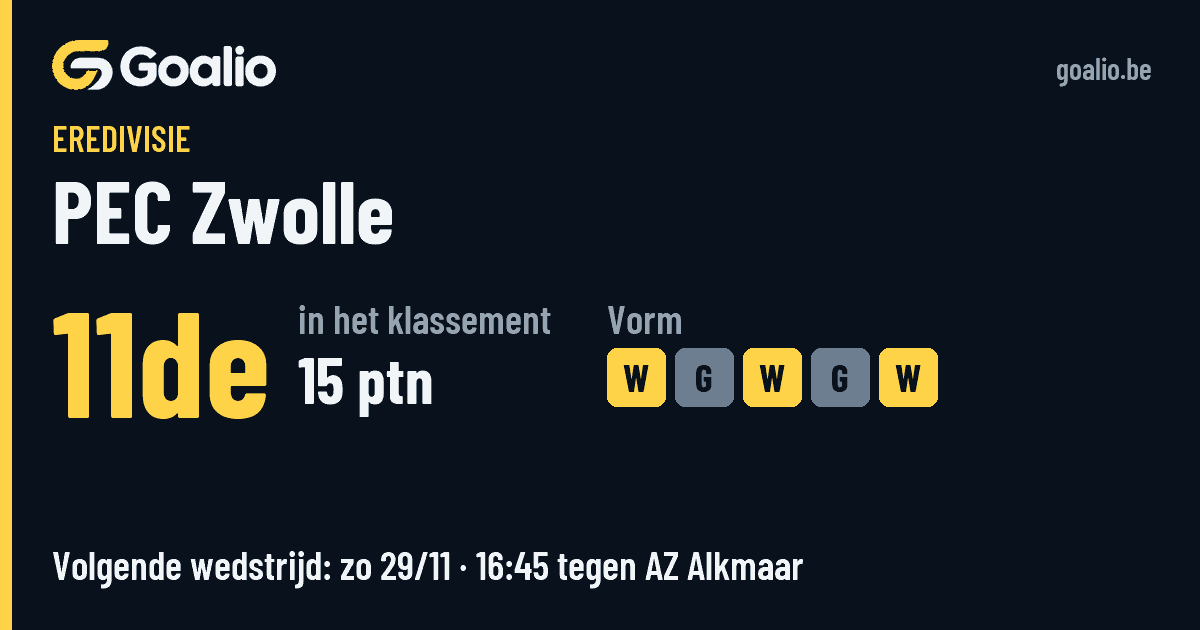 Goalio
goalio.be
EREDIVISIE
PEC Zwolle
11de
in het klassement
15 ptn
Vorm
W G W G W
Volgende wedstrijd: zo 29/11 · 16:45 tegen AZ Alkmaar